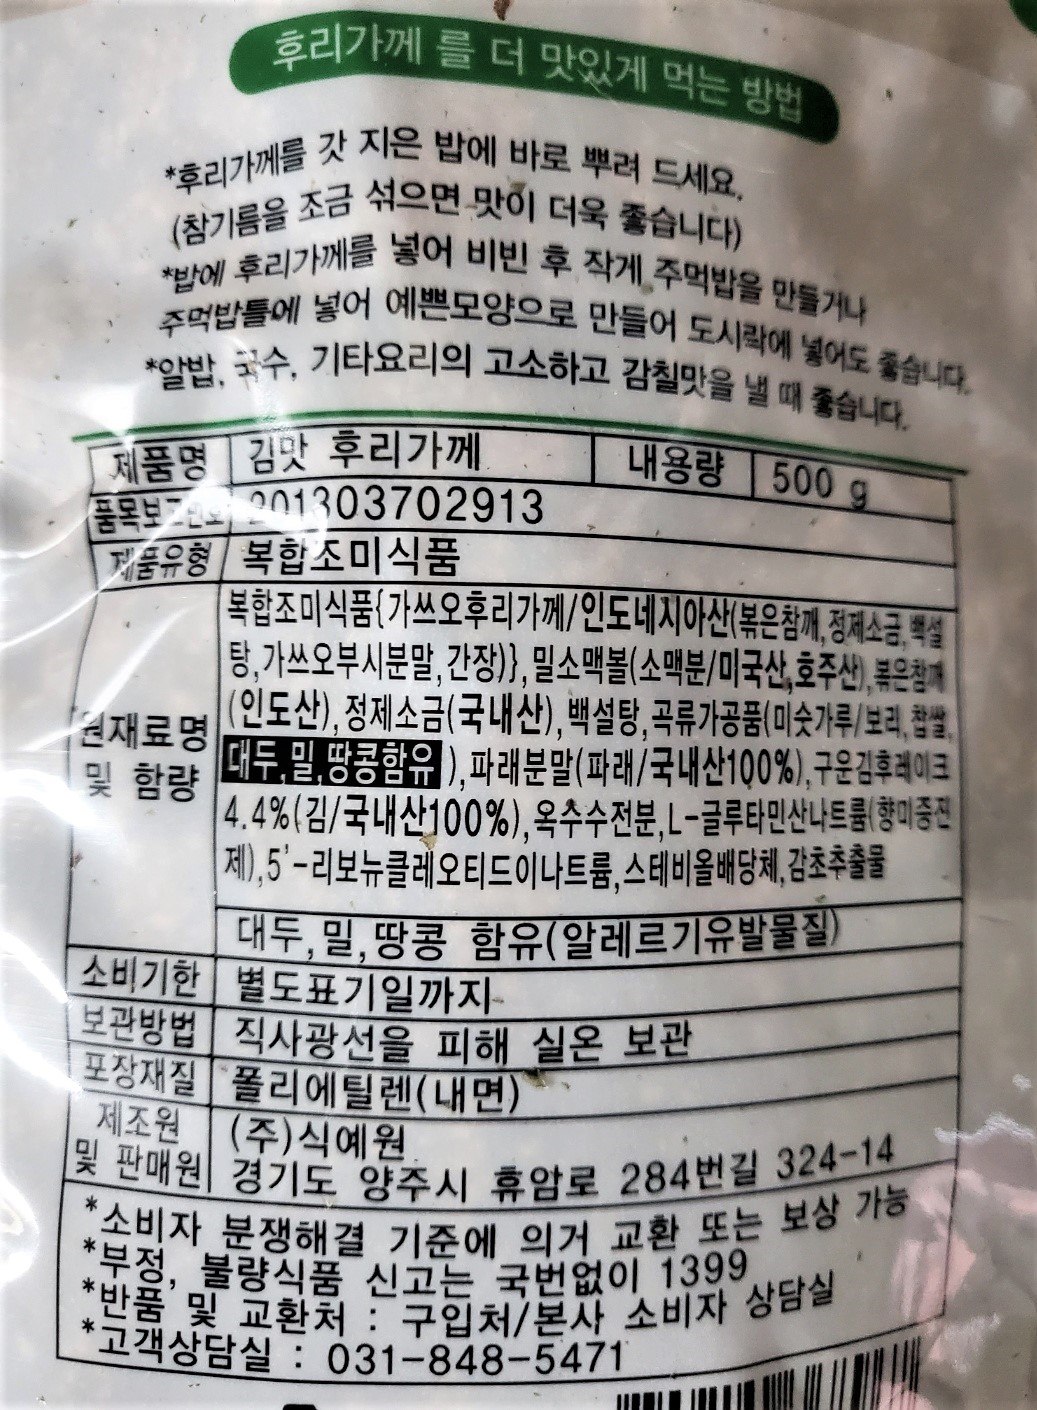 후리가께 를 더 맛있게 먹는 방법
*후리가께를 갓 지은 밥에 바로 뿌려 드세요.
(참기름을 조금 섞으면 맛이 더욱 좋습니다)
*밥에 후리가께를 넣어 비빈 후 작게 주먹밥을 만들거나
주먹밥틀에 넣어 예쁜모양으로 만들어 도시락에 넣어도 좋습니다.
*알밥, 국수, 기타요리의 고소하고 감칠맛을 낼 때 좋습니다.
제품명 김맛 후리가께 내용량 500 g
품목보고번호 201303702913
제품유형 복합조미식품
복합조미식품{가쓰오후리가께/인도네지아산(볶은참깨,정제소금,백설
탕,가쓰오부시분말,간장)},밀소맥볼(소맥분/미국산,호주산),볶은참깨
(인도산),정제소금(국내산),백설탕,곡류가공품(미숫가루/보리,찹쌀,
원재료명 및 함량 대두,밀,땅콩함유),파래분말(파래/국내산100%),구운김후레이크
4.4%(김/국내산100%),옥수수전분,L-글루타민산나트륨(향미증진
제),5'-리보뉴클레오티드이나트륨,스테비올배당체,감초추출물
대두,밀,땅콩 함유(알레르기유발물질)
소비기한 별도표기일까지
보관방법 직사광선을 피해 실온 보관
포장재질 폴리에틸렌(내면)
제조원 (주)식예원
및 판매원 경기도 양주시 휴암로 284번길 324-14
*소비자 분쟁해결 기준에 의거 교환 또는 보상 가능
*부정, 불량식품 신고는 국번없이 1399
*반품 및 교환처 : 구입처/본사 소비자 상담실
*고객상담실 : 031-848-5471